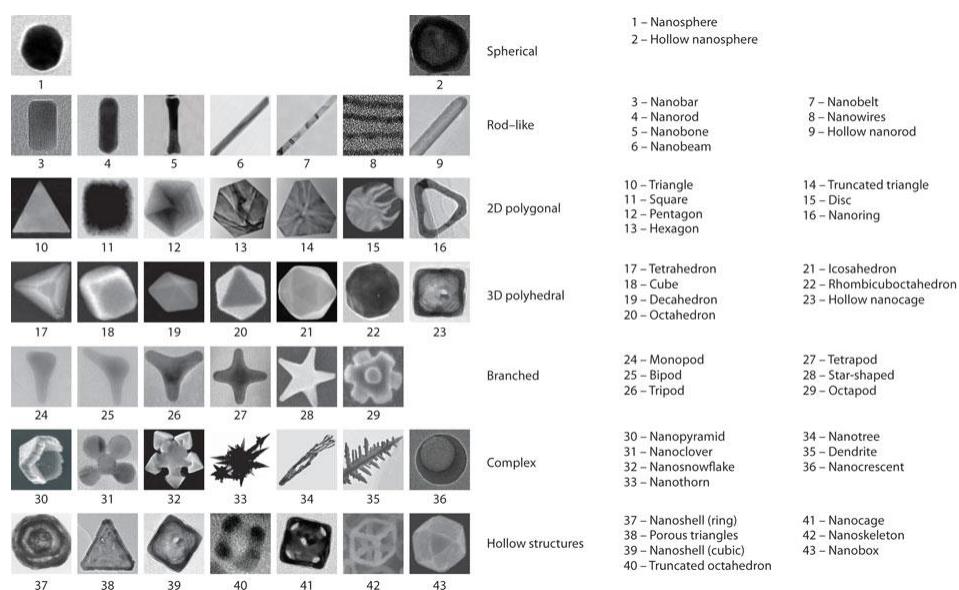 1 – Nanosphere
2 – Hollow nanosphere
Spherical
1 2
3 – Nanobar 7 – Nanobelt
4 – Nanorod 8 – Nanowires
Rod–like
5 – Nanobone 9 – Hollow nanorod
6 – Nanobeam
3 4 5 6 7 8 9
10 – Triangle 14 – Truncated triangle
11 – Square 15 – Disc
2D polygonal
12 – Pentagon 16 – Nanoring
13 – Hexagon
10 11 12 13 14 15 16
17 – Tetrahedron 21 – Icosahedron
18 – Cube 22 – Rhombicuboctahedron
3D polyhedral
19 – Decahedron 23 – Hollow nanocage
20 – Octahedron
17 18 19 20 21 22 23
24 – Monopod 27 – Tetrapod
Branched
25 – Bipod 28 – Star-shaped
26 – Tripod 29 – Octapod
24 25 26 27 28 29
30 – Nanopyramid 34 – Nanotree
31 – Nanoclover 35 – Dendrite
Complex
32 – Nanosnowflake 36 – Nanocrescent
33 – Nanothorn
30 31 32 33 34 35 36
37 – Nanoshell (ring) 41 – Nanocage
38 – Porous triangles 42 – Nanoskeleton
Hollow structures
39 – Nanoshell (cubic) 43 – Nanobox
40 – Truncated octahedron
37 38 39 40 41 42 43